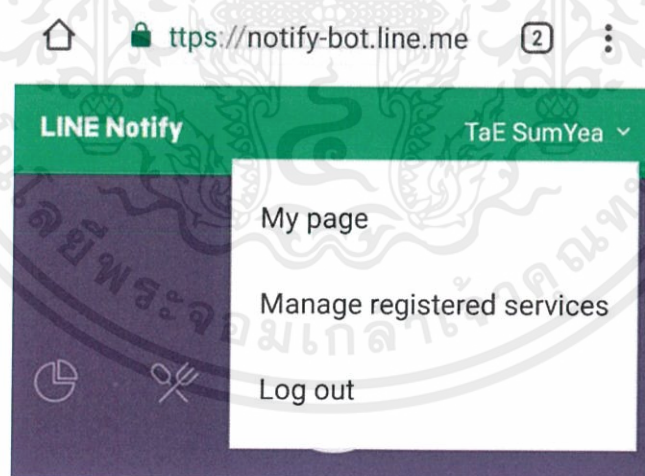 ttps://notify-bot.line.me 2
LINE Notify TaE SumYea
My page
Manage registered services
Log out